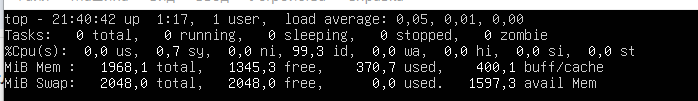 top - 21:40:42 up  1:17,  1 user,  load average: 0,05, 0,01, 0,00
Tasks:   0 total,   0 running,   0 sleeping,   0 stopped,   0 zombie
%Cpu(s):  0,0 us,  0,7 sy,  0,0 ni, 99,3 id,  0,0 wa,  0,0 hi,  0,0 si,  0,0 st
MiB Mem :   1968,1 total,   1345,3 free,    370,7 used,    400,1 buff/cache
MiB Swap:   2048,0 total,   2048,0 free,      0,0 used.   1597,3 avail Mem